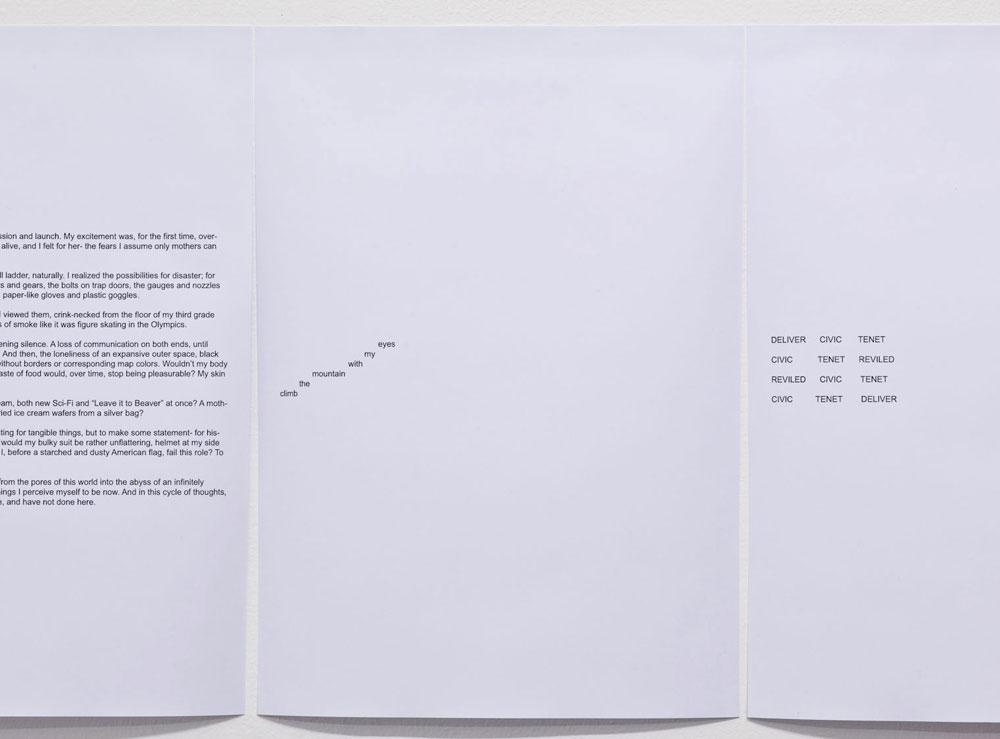 ssion and launch. My excitement was, for the first time, over-
alive, and I felt for her- the fears I assume only mothers can
ll ladder, naturally. I realized the possibilities for disaster; for
s and gears, the bolts on trap doors, the gauges and nozzles
paper-like gloves and plastic goggles.
I viewed them, crink-necked from the floor of my third grade
s of smoke like it was figure skating in the Olympics.
ening silence. A loss of communication on both ends, until
And then, the loneliness of an expansive outer space, black
without borders or corresponding map colors. Wouldn't my body
aste of food would, over time, stop being pleasurable? My skin
eam, both new Sci-Fi and “Leave it to Beaver” at once? A moth-
ried ice cream wafers from a silver bag?
ting for tangible things, but to make some statement- for his-
would my bulky suit be rather unflattering, helmet at my side
I, before a starched and dusty American flag, fail this role? To
from the pores of this world into the abyss of an infinitely
ings I perceive myself to be now. And in this cycle of thoughts,
e, and have not done here.
eyes
my
with
mountain
the
climb
DELIVER CIVIC TENET
CIVIC TENET REVILED
REVILED CIVIC TENET
CIVIC TENET DELIVER